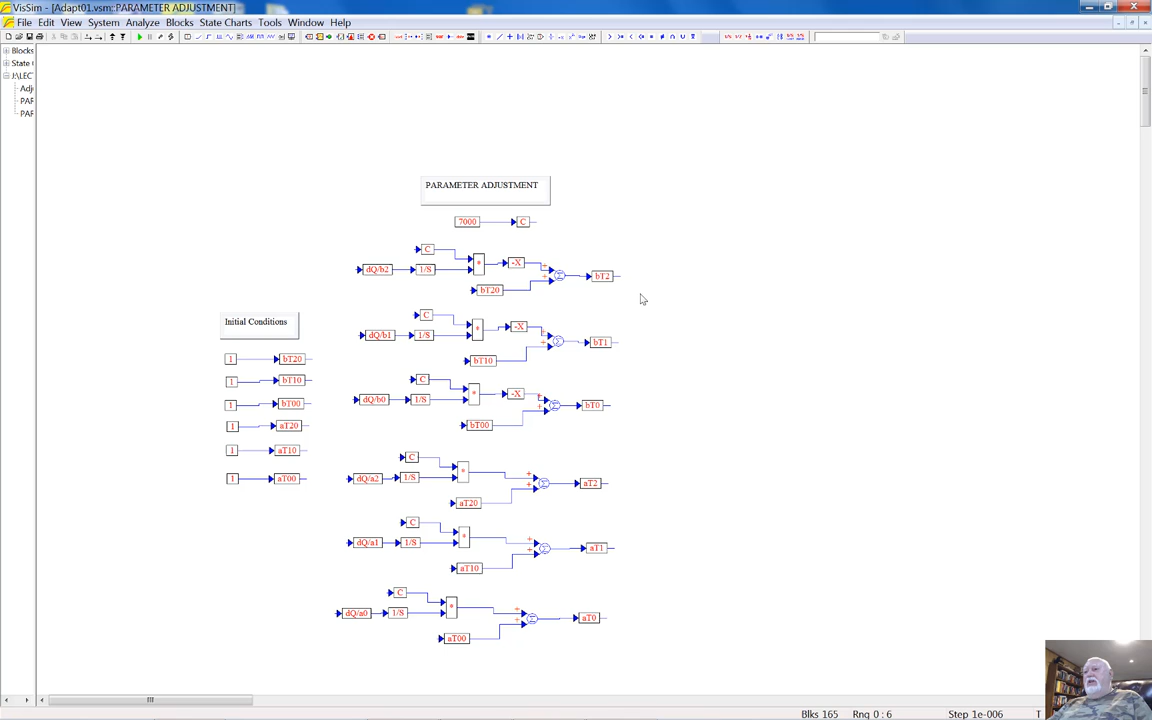 VisSim - [Adapt01.vsm::PARAMETER ADJUSTMENT]
File Edit View System Analyze Blocks State Charts Tools Window Help
Blocks
State
J:\LEC
Adj
PAR
PAR
PARAMETER ADJUSTMENT
7000 C
C
dQ/b2 1/S * -X + + Σ bT2
bT20
C
dQ/b1 1/S * -X + + Σ bT1
bT10
C
dQ/b0 1/S * -X + + Σ bT0
bT00
C
dQ/a2 1/S * + + Σ aT2
aT20
C
dQ/a1 1/S * + + Σ aT1
aT10
C
dQ/a0 1/S * + + Σ aT0
aT00
Initial Conditions
1 bT20
1 bT10
1 bT00
1 aT20
1 aT10
1 aT00
Blks 165 Rng 0 : 6 Step 1e-006 T